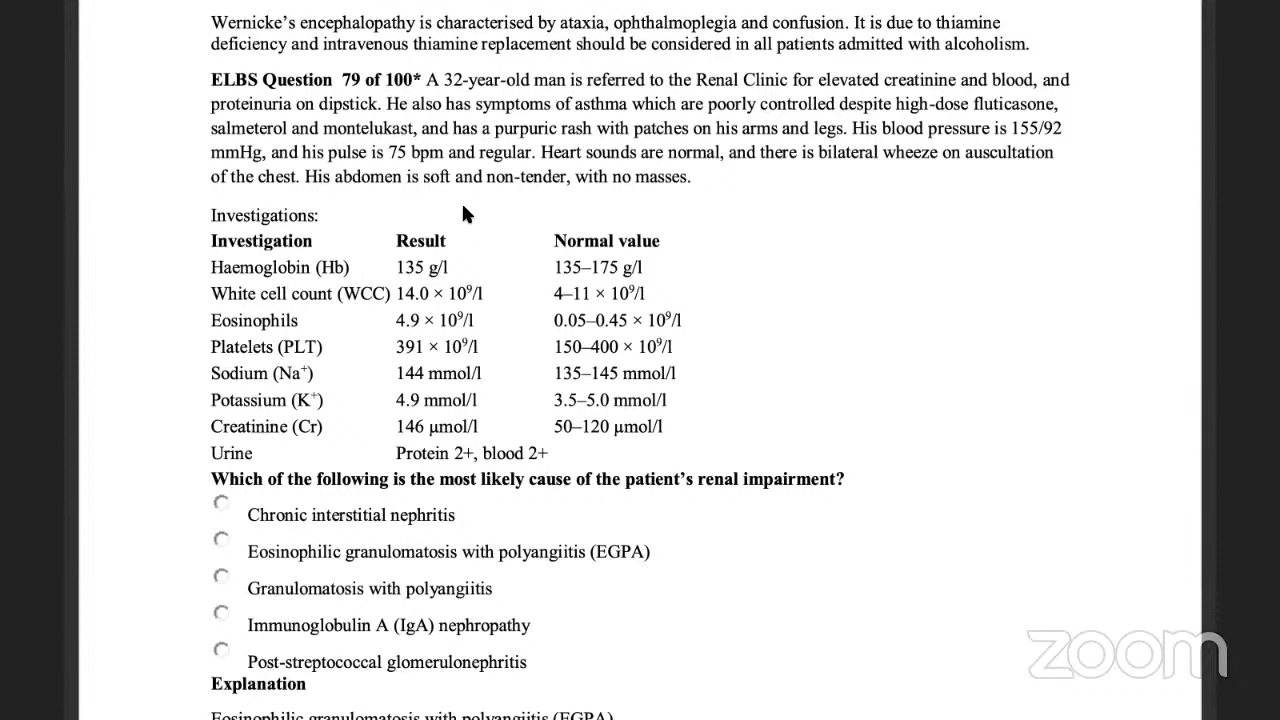 Wernicke’s encephalopathy is characterised by ataxia, ophthalmoplegia and confusion. It is due to thiamine
deficiency and intravenous thiamine replacement should be considered in all patients admitted with alcoholism.
ELBS Question 79 of 100* A 32-year-old man is referred to the Renal Clinic for elevated creatinine and blood, and
proteinuria on dipstick. He also has symptoms of asthma which are poorly controlled despite high-dose fluticasone,
salmeterol and montelukast, and has a purpuric rash with patches on his arms and legs. His blood pressure is 155/92
mmHg, and his pulse is 75 bpm and regular. Heart sounds are normal, and there is bilateral wheeze on auscultation
of the chest. His abdomen is soft and non-tender, with no masses.
Investigations:
Investigation Result Normal value
Haemoglobin (Hb) 135 g/l 135–175 g/l
White cell count (WCC) 14.0 × 10⁹/l 4–11 × 10⁹/l
Eosinophils 4.9 × 10⁹/l 0.05–0.45 × 10⁹/l
Platelets (PLT) 391 × 10⁹/l 150–400 × 10⁹/l
Sodium (Na⁺) 144 mmol/l 135–145 mmol/l
Potassium (K⁺) 4.9 mmol/l 3.5–5.0 mmol/l
Creatinine (Cr) 146 µmol/l 50–120 µmol/l
Urine Protein 2+, blood 2+
Which of the following is the most likely cause of the patient’s renal impairment?
Chronic interstitial nephritis
Eosinophilic granulomatosis with polyangiitis (EGPA)
Granulomatosis with polyangiitis
Immunoglobulin A (IgA) nephropathy
Post-streptococcal glomerulonephritis
Explanation
Eosinophilic granulomatosis with polyangiitis (EGPA)
zoom